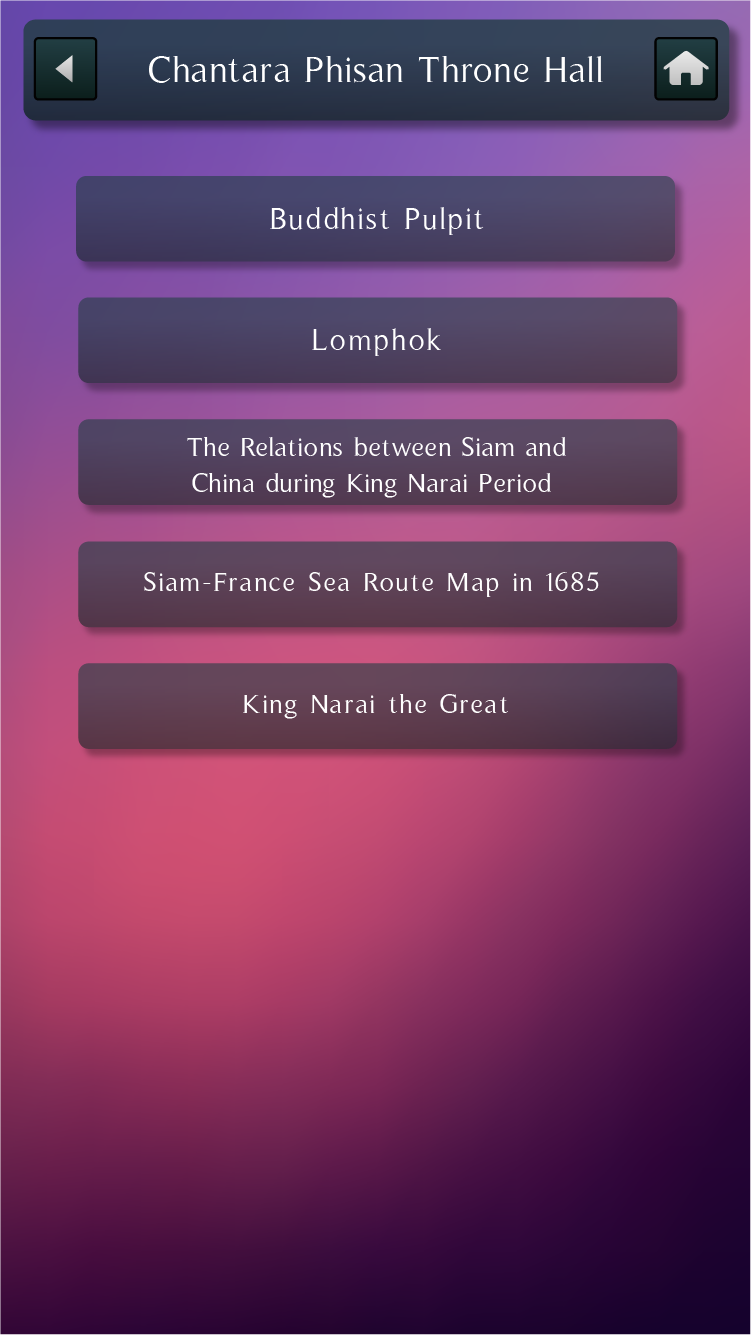 Chantara Phisan Throne Hall
Buddhist Pulpit
Lomphok
The Relations between Siam and
China during King Narai Period
Siam-France Sea Route Map in 1685
King Narai the Great